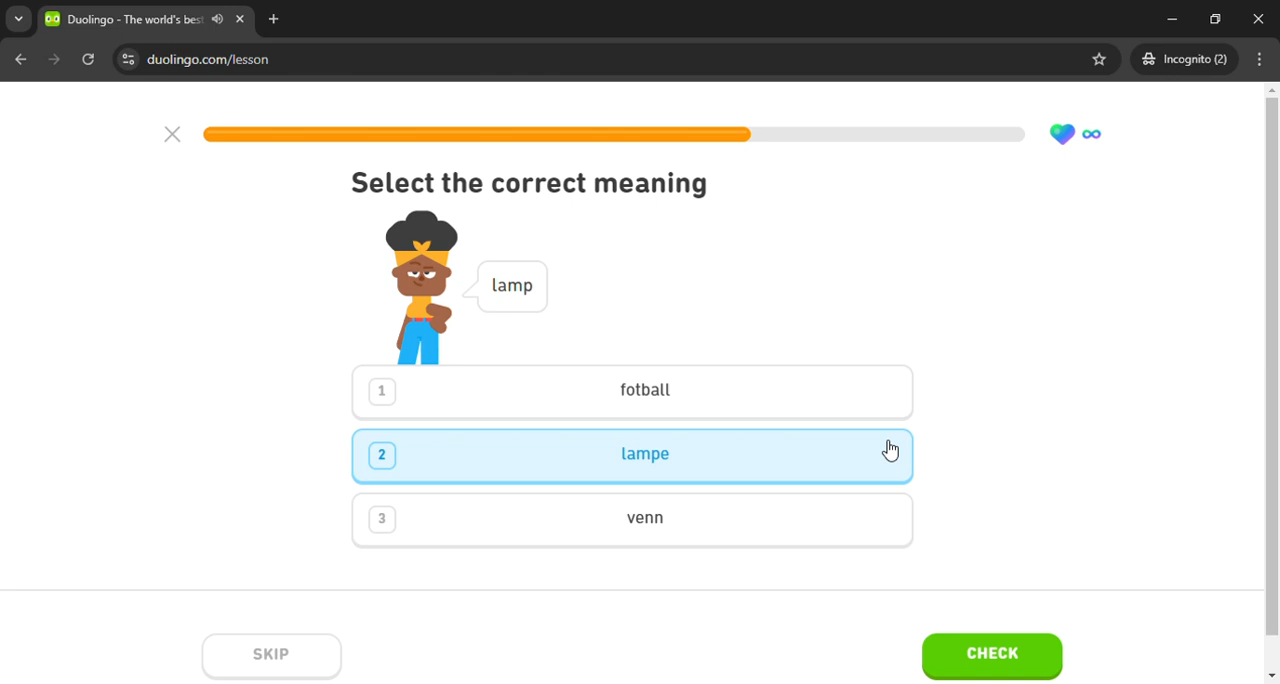 Duolingo - The world's bes
duolingo.com/lesson
Incognito (2)
Select the correct meaning
lamp
1 fotball
2 lampe
3 venn
SKIP
CHECK